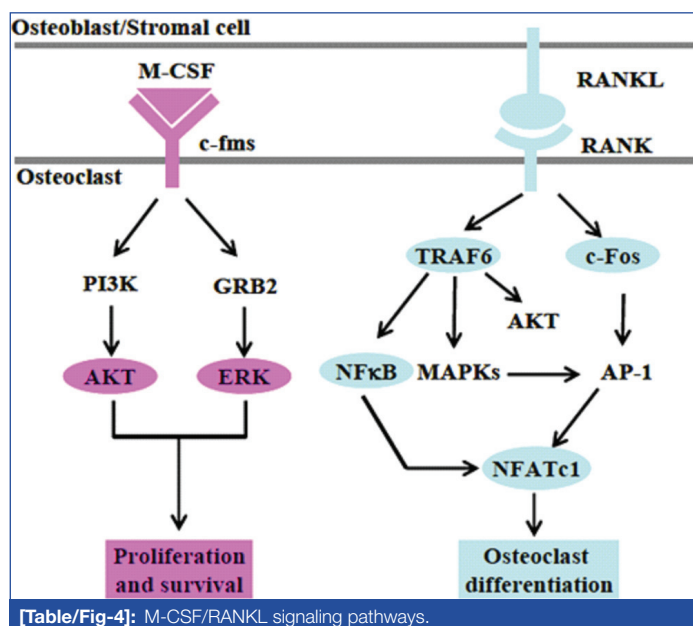 Osteoblast/Stromal cell
M-CSF
c-fms
RANKL
RANK
Osteoclast
PI3K
GRB2
AKT
ERK
Proliferation
and survival
TRAF6
c-Fos
AKT
NFκB
MAPKs
AP-1
NFATc1
Osteoclast
differentiation
[Table/Fig-4]: M-CSF/RANKL signaling pathways.